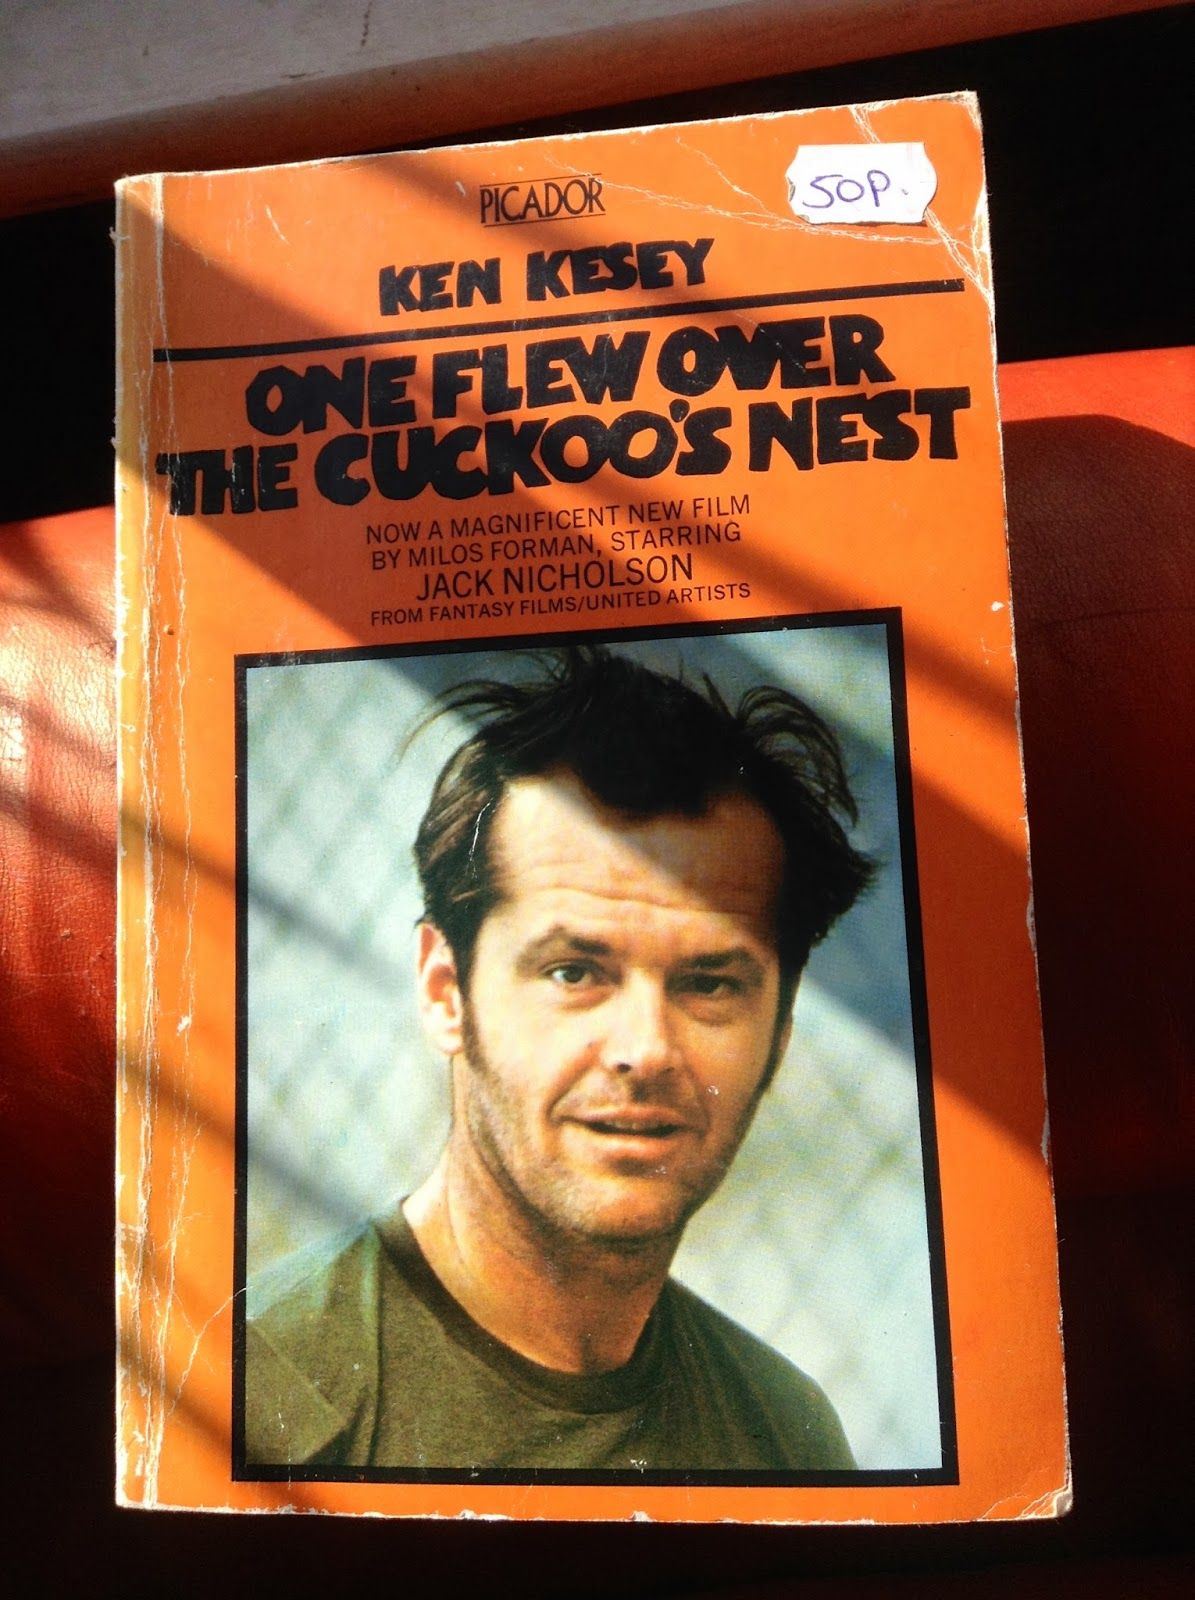 PICADOR
50P.
KEN KESEY
ONE FLEW OVER
THE CUCKOO'S NEST
NOW A MAGNIFICENT NEW FILM
BY MILOS FORMAN, STARRING
JACK NICHOLSON
FROM FANTASY FILMS/UNITED ARTISTS